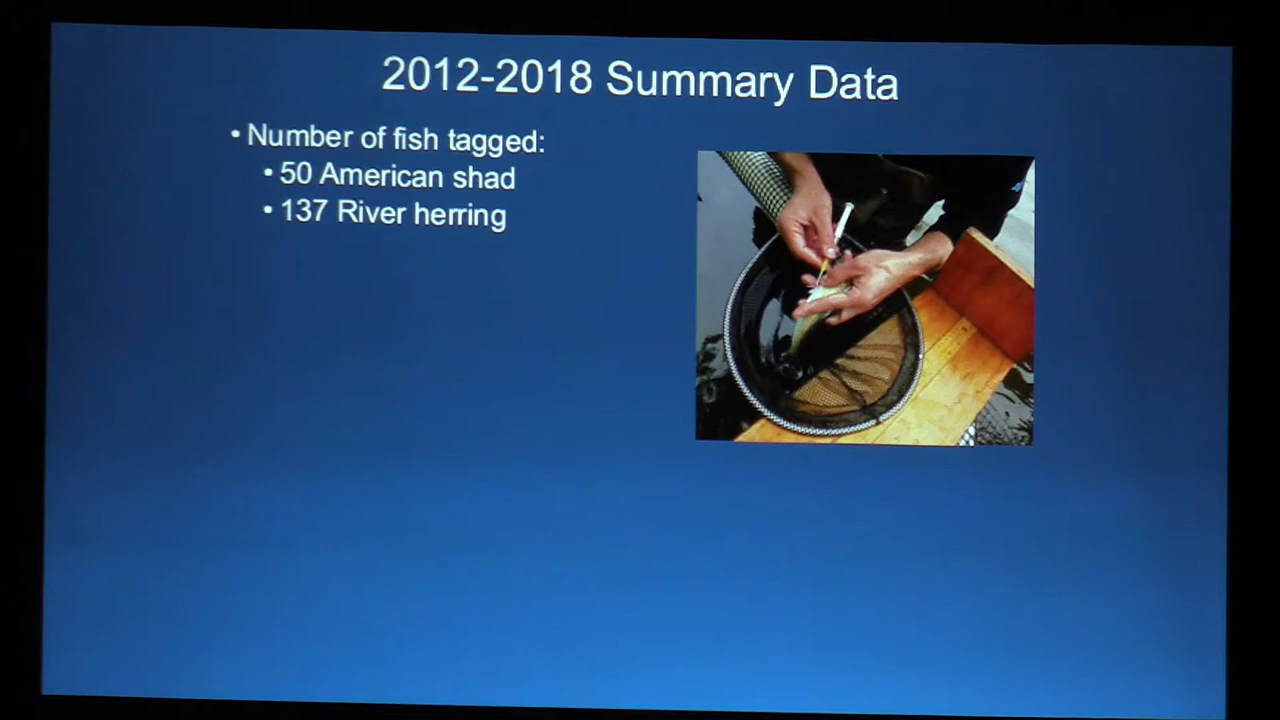 2012-2018 Summary Data
• Number of fish tagged:
• 50 American shad
• 137 River herring